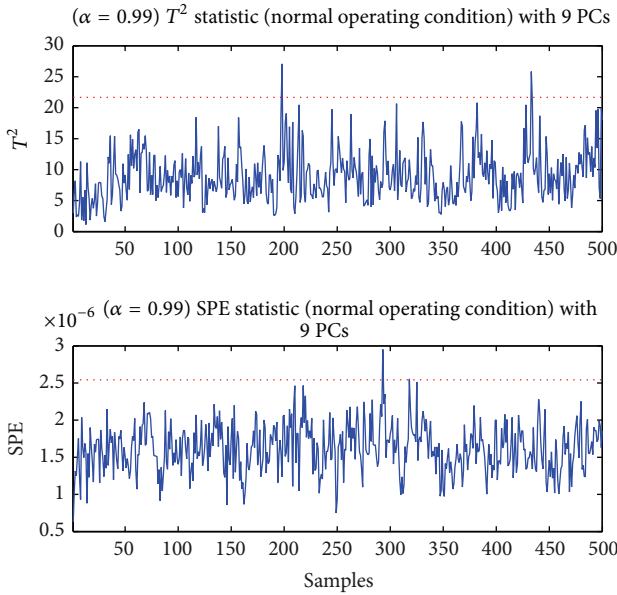 (α = 0.99) T² statistic (normal operating condition) with 9 PCs
30
25
20
15
10
5
0
T²
50 100 150 200 250 300 350 400 450 500
×10⁻⁶ (α = 0.99) SPE statistic (normal operating condition) with
9 PCs
3
2.5
2
1.5
1
0.5
SPE
50 100 150 200 250 300 350 400 450 500
Samples